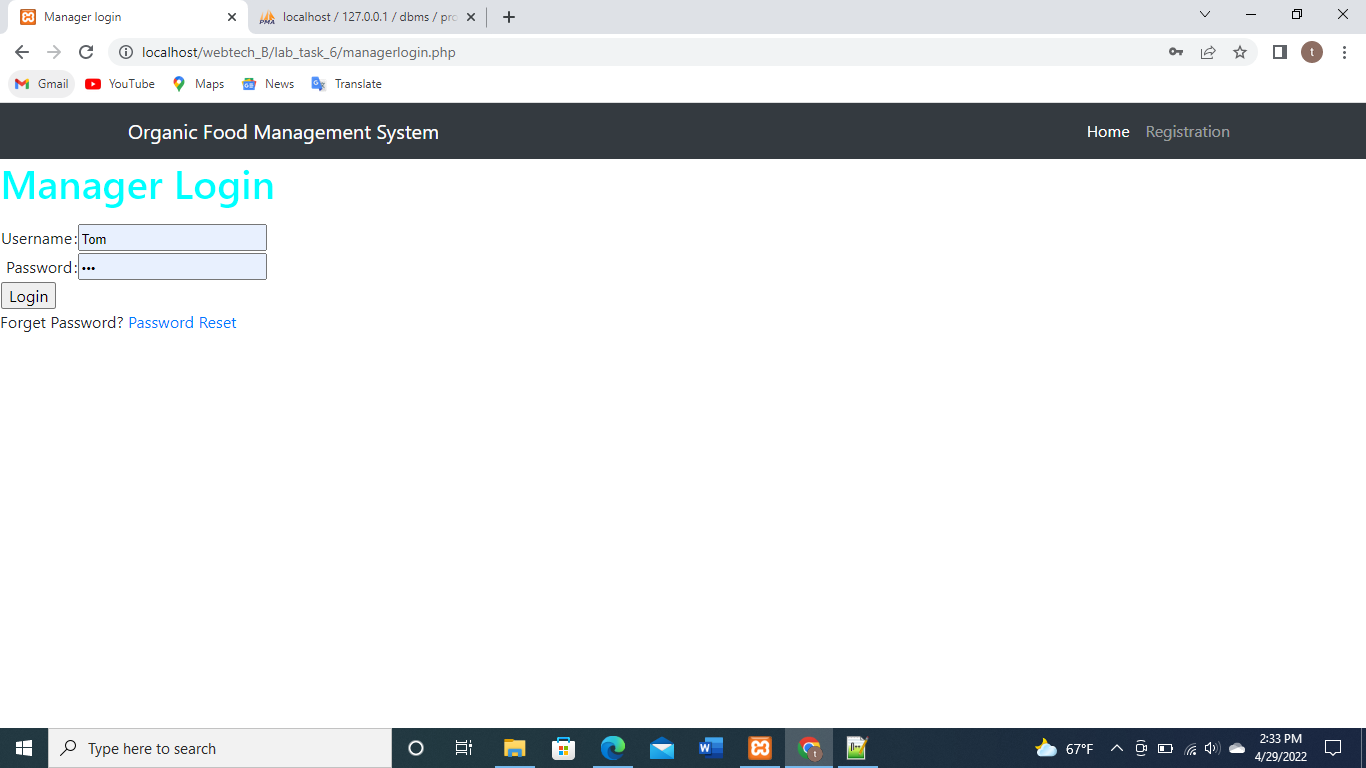 Manager login
localhost / 127.0.0.1 / dbms / pro
localhost/webtech_B/lab_task_6/managerlogin.php
t
Gmail
YouTube
Maps
News
Translate
Organic Food Management System
Home
Registration
Manager Login
Username:
Tom
Password:
•••
Login
Forget Password? Password Reset
Type here to search
67°F
2:33 PM
4/29/2022